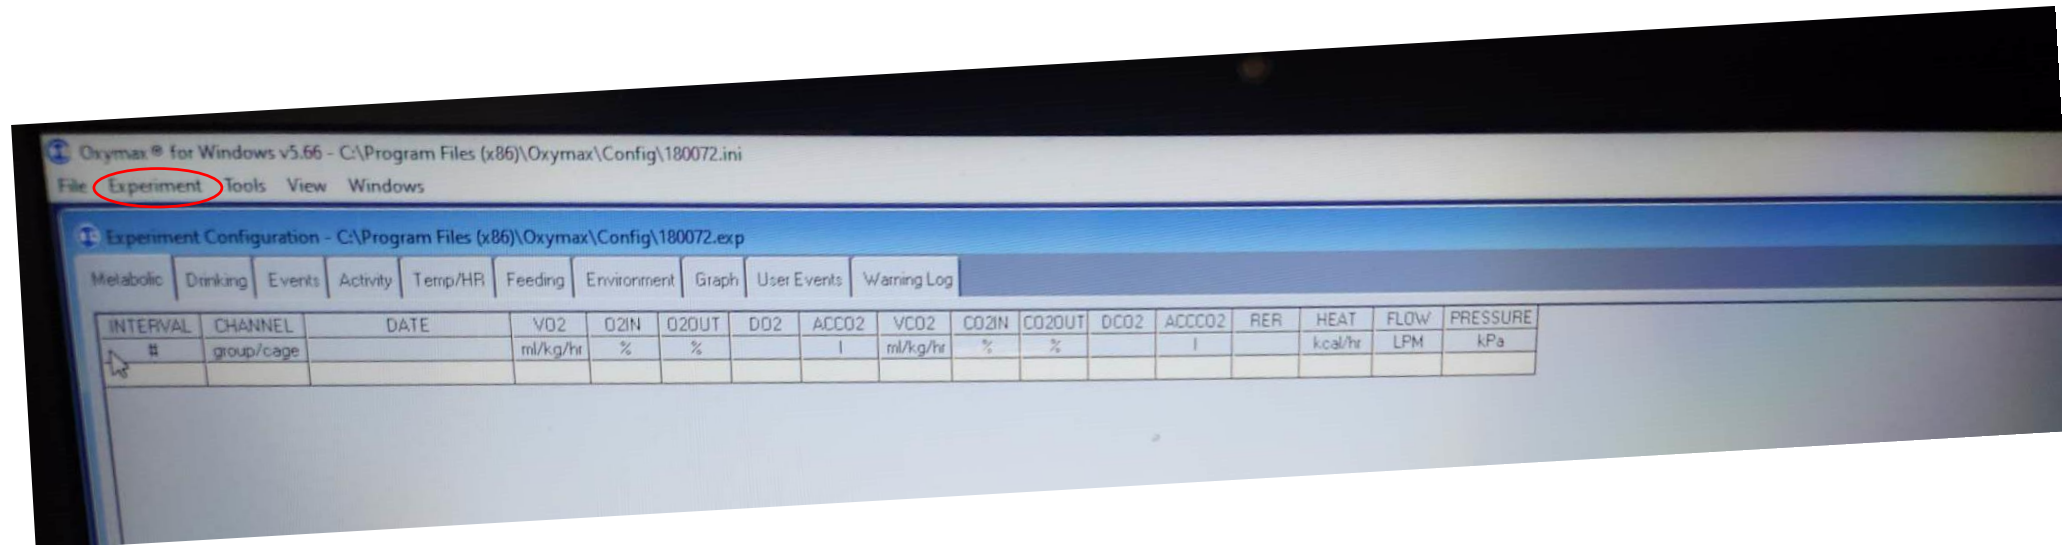 Oxymax ® for Windows v5.66 - C:\Program Files (x86)\Oxymax\Config\180072.ini
File Experiment Tools View Windows
Experiment Configuration - C:\Program Files (x86)\Oxymax\Config\180072.exp
Metabolic Drinking Events Activity Temp/HR Feeding Environment Graph User Events Warning Log
INTERVAL CHANNEL DATE VO2 O2IN O2OUT DO2 ACCO2 VCO2 CO2IN CO2OUT DCO2 ACCCO2 RER HEAT FLOW PRESSURE
# group/cage ml/kg/hr % % l ml/kg/hr % % l kcal/hr LPM kPa